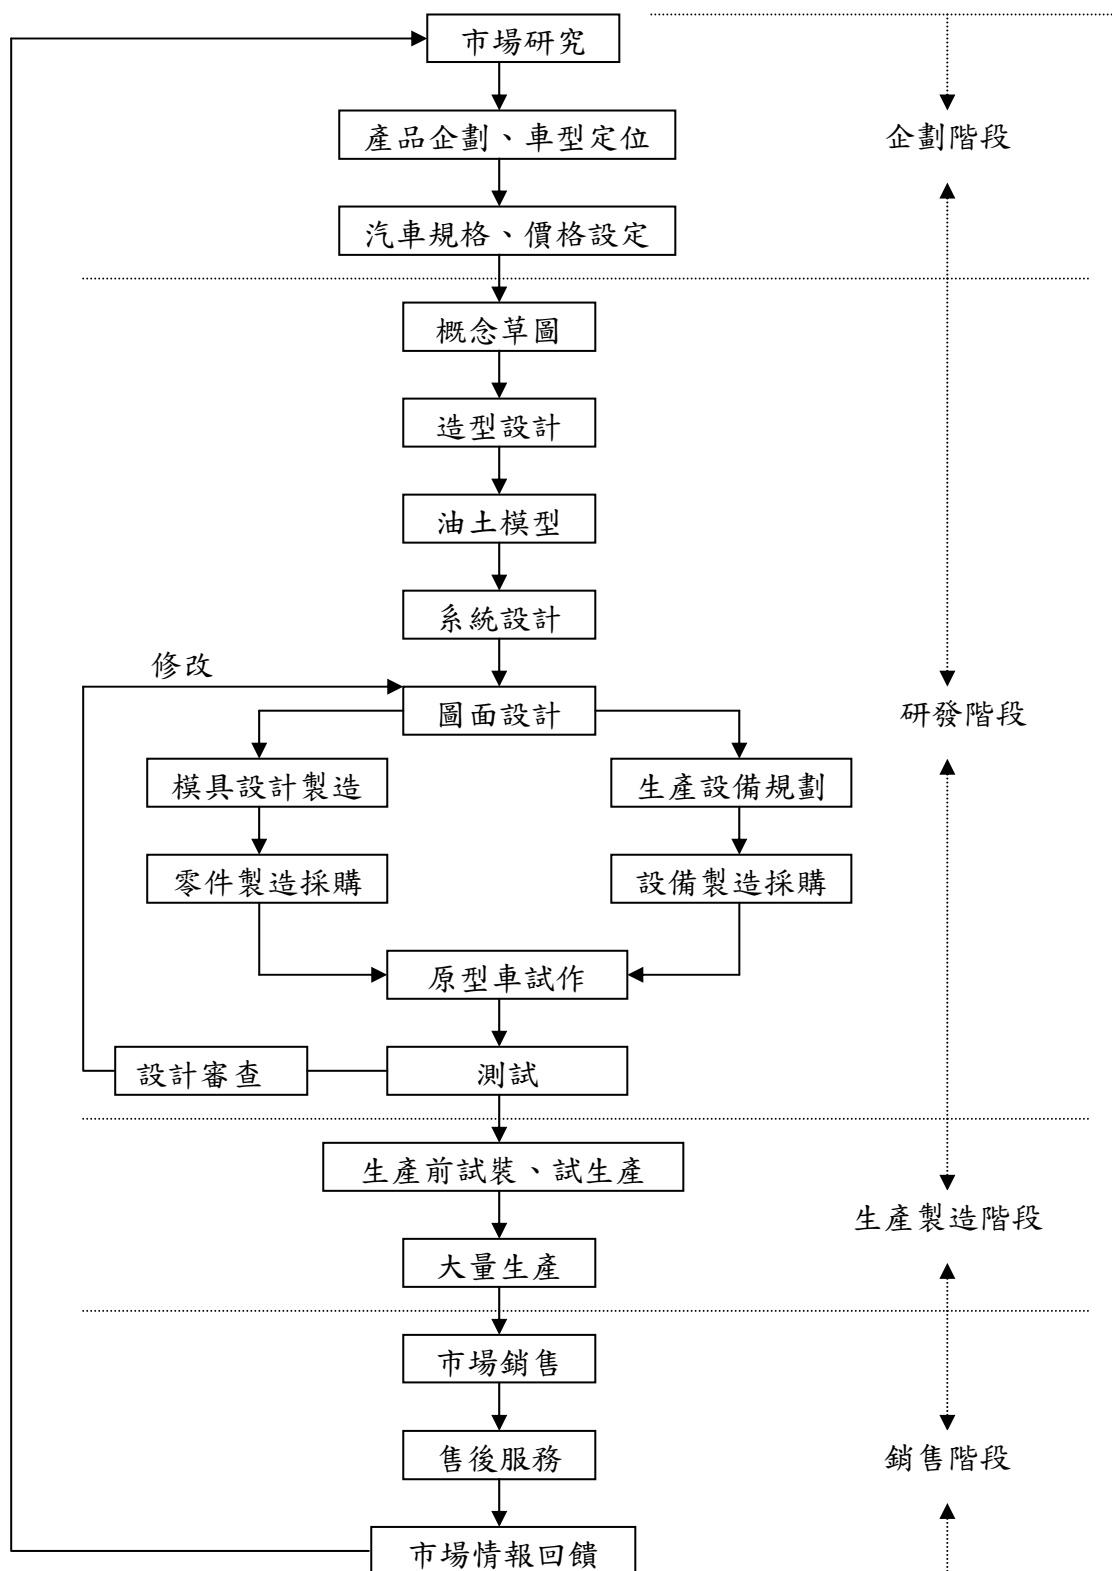 市場研究
產品企劃、車型定位
企劃階段
汽車規格、價格設定
概念草圖
造型設計
油土模型
系統設計
修改
圖面設計
研發階段
模具設計製造
生產設備規劃
零件製造採購
設備製造採購
原型車試作
設計審查
測試
生產前試裝、試生產
生產製造階段
大量生產
市場銷售
售後服務
銷售階段
市場情報回饋